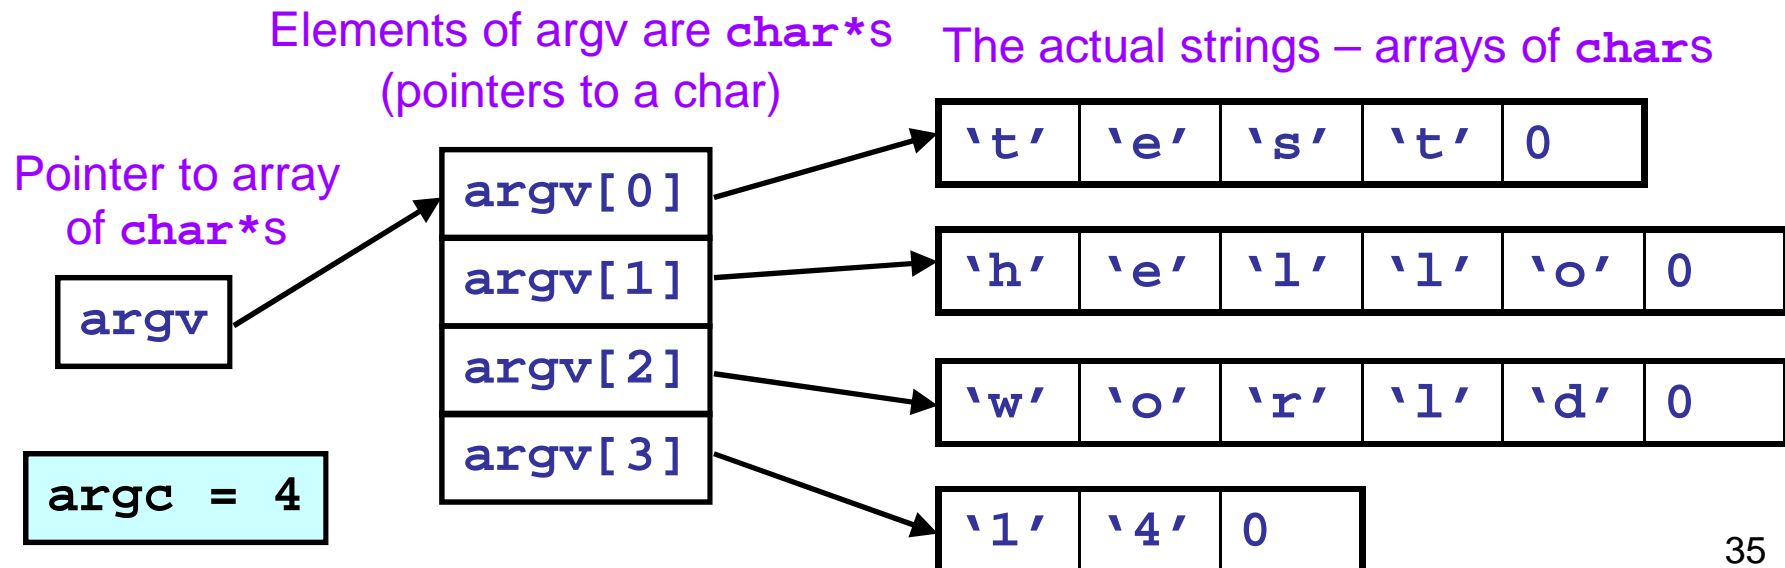 Elements of argv are char*s
(pointers to a char)
The actual strings – arrays of chars
Pointer to array
of char*s
argv
argc = 4
argv[0]
argv[1]
argv[2]
argv[3]
‘t’ ‘e’ ‘s’ ‘t’ 0
‘h’ ‘e’ ‘l’ ‘l’ ‘o’ 0
‘w’ ‘o’ ‘r’ ‘l’ ‘d’ 0
‘1’ ‘4’ 0
35